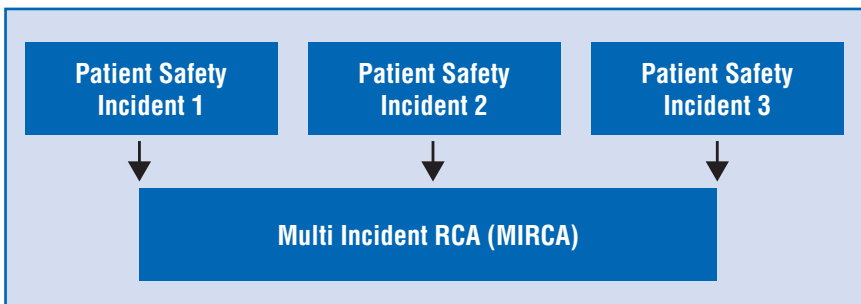 Patient Safety
Incident 1
Patient Safety
Incident 2
Patient Safety
Incident 3
Multi Incident RCA (MIRCA)